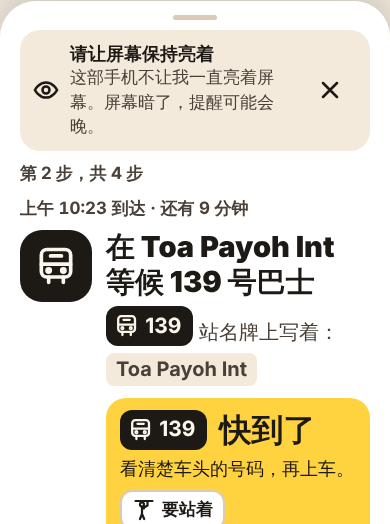 请让屏幕保持亮着
这部手机不让我一直亮着屏
幕。屏幕暗了，提醒可能会
晚。
第 2 步，共 4 步
上午 10:23 到达 · 还有 9 分钟
在 Toa Payoh Int
等候 139 号巴士
139 站名牌上写着：
Toa Payoh Int
139 快到了
看清楚车头的号码，再上车。
要站着